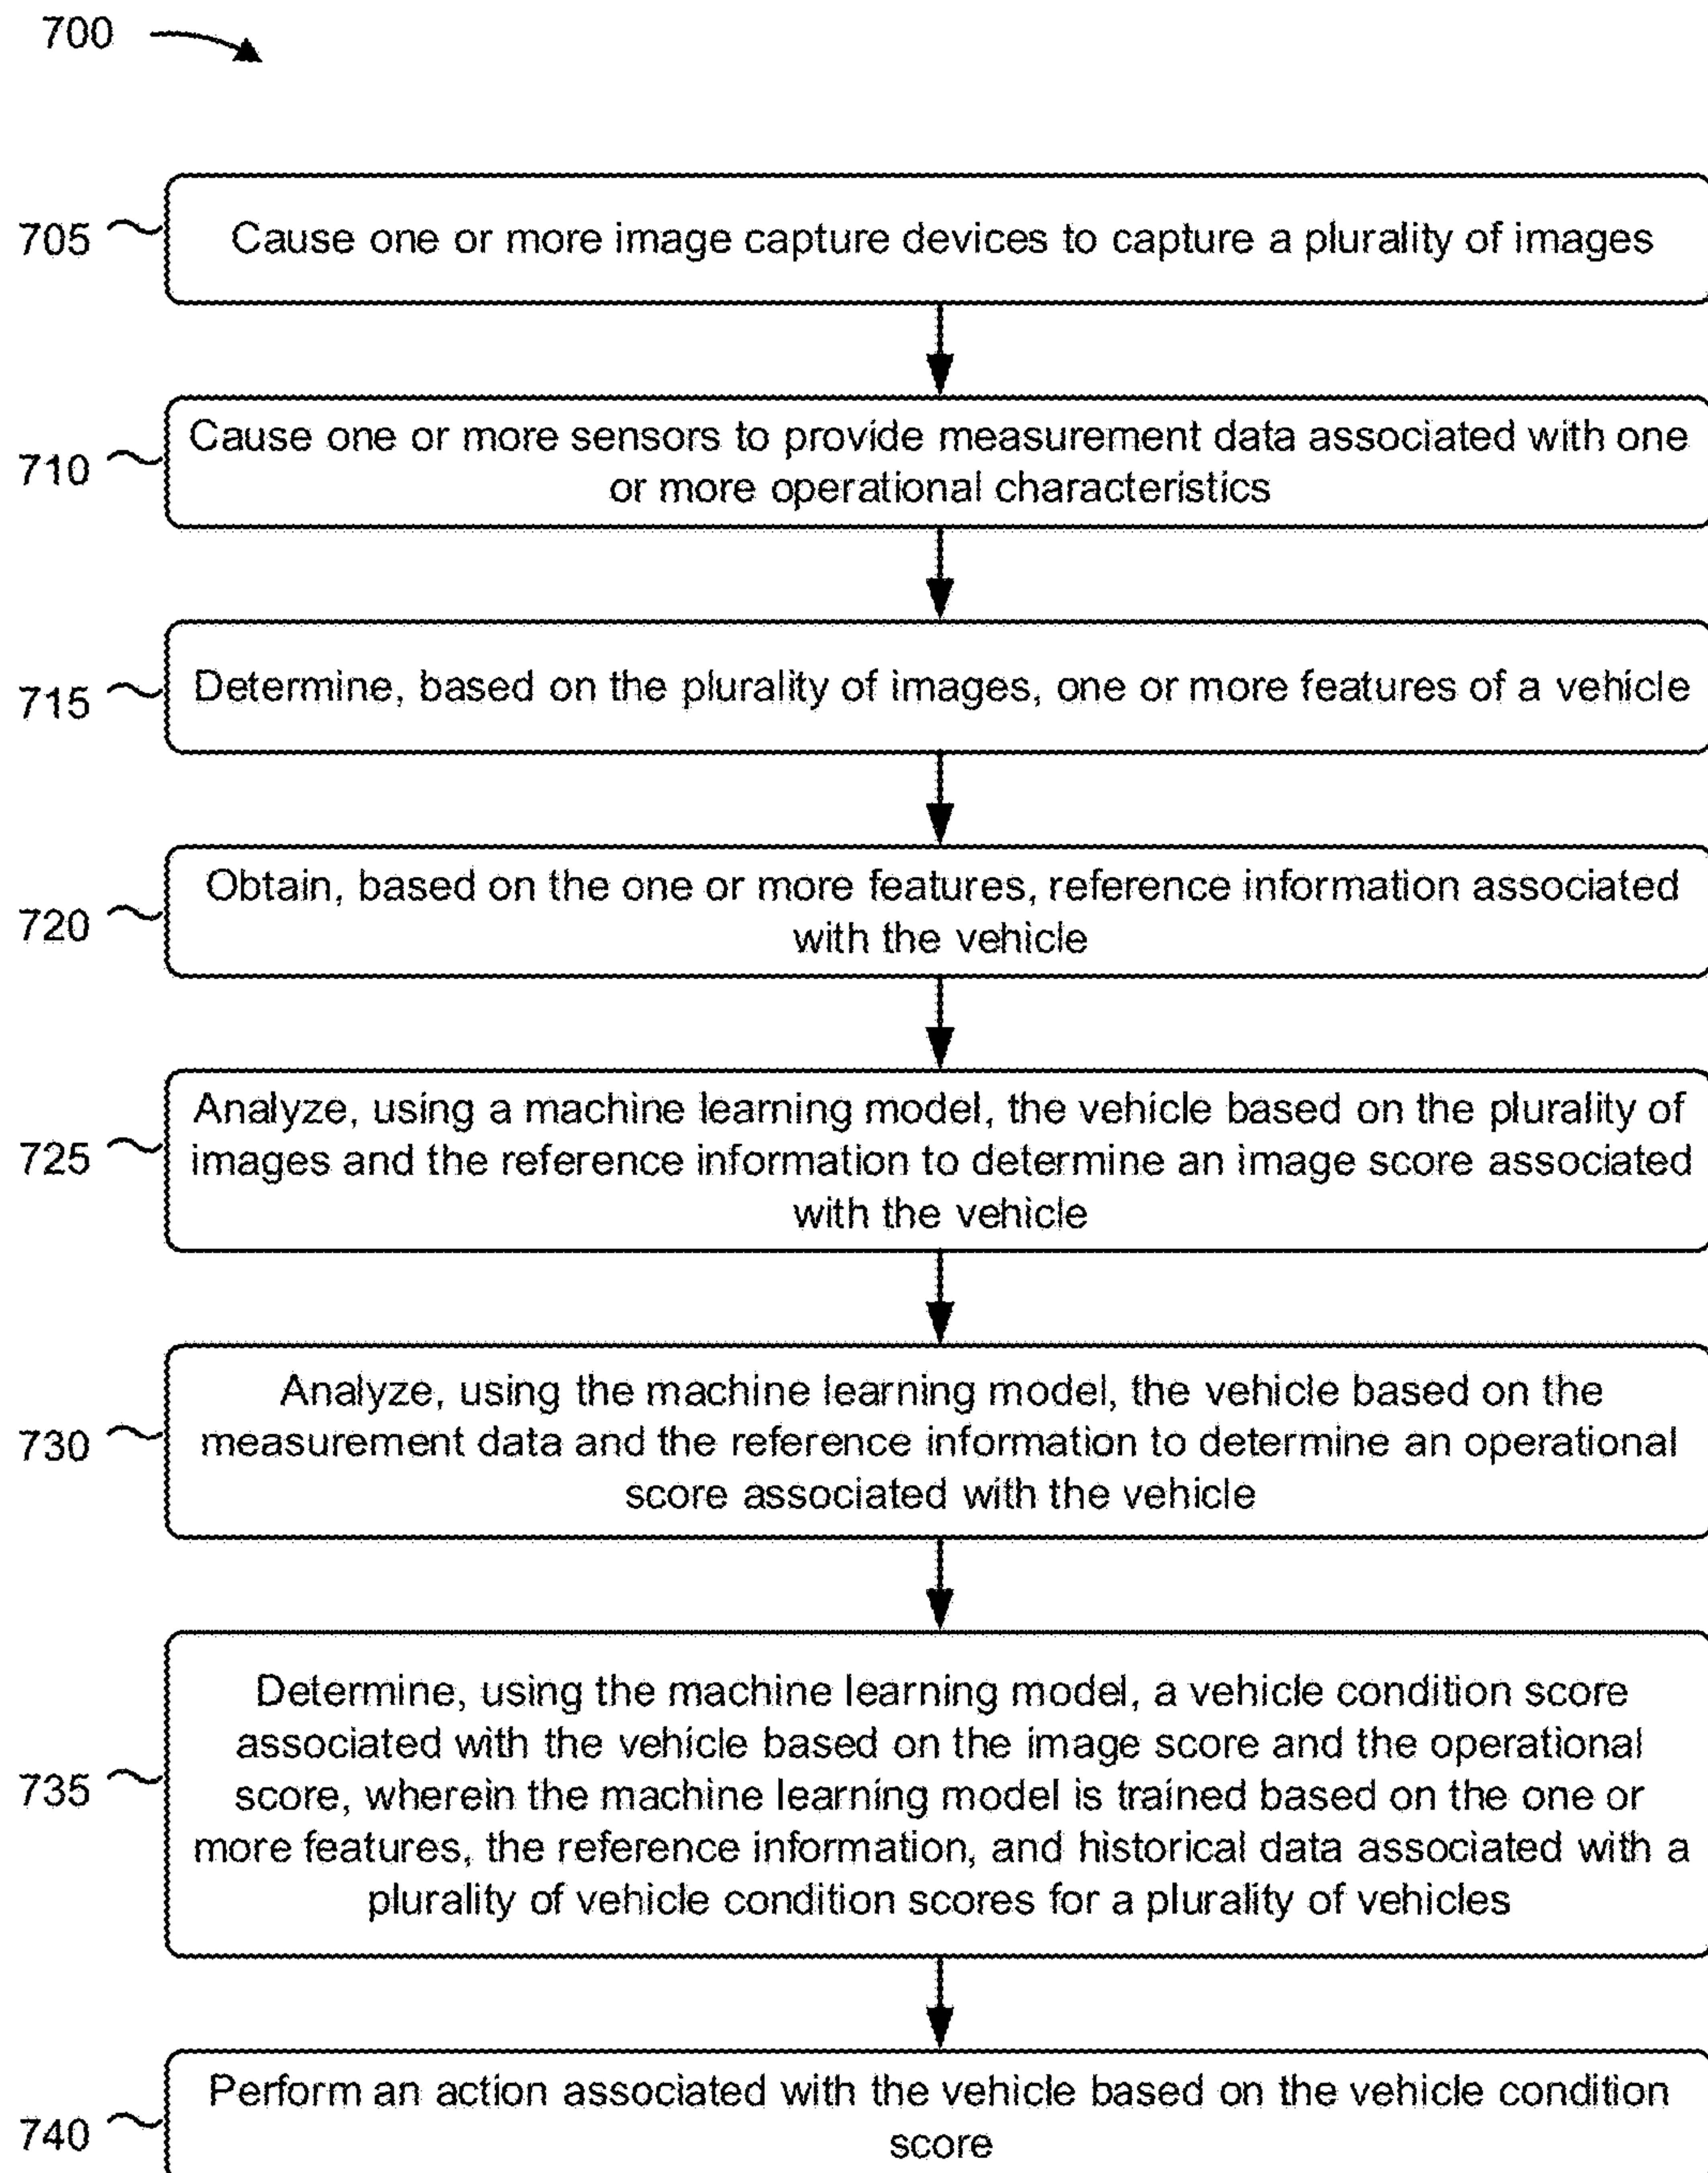 700
705
Cause one or more image capture devices to capture a plurality of images
710
Cause one or more sensors to provide measurement data associated with one
or more operational characteristics
715
Determine, based on the plurality of images, one or more features of a vehicle
720
Obtain, based on the one or more features, reference information associated
with the vehicle
725
Analyze, using a machine learning model, the vehicle based on the plurality of
images and the reference information to determine an image score associated
with the vehicle
730
Analyze, using the machine learning model, the vehicle based on the
measurement data and the reference information to determine an operational
score associated with the vehicle
735
Determine, using the machine learning model, a vehicle condition score
associated with the vehicle based on the image score and the operational
score, wherein the machine learning model is trained based on the one or
more features, the reference information, and historical data associated with a
plurality of vehicle condition scores for a plurality of vehicles
740
Perform an action associated with the vehicle based on the vehicle condition
score